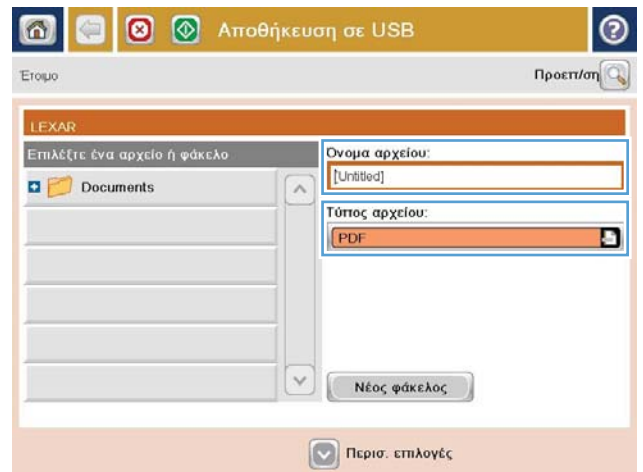 Αποθήκευση σε USB
Έτοιμο
Προεπ/ση
LEXAR
Επιλέξτε ένα αρχείο ή φάκελο
Documents
Όνομα αρχείου:
[Untitled]
Τύπος αρχείου:
PDF
Νέος φάκελος
Περισ. επιλογές